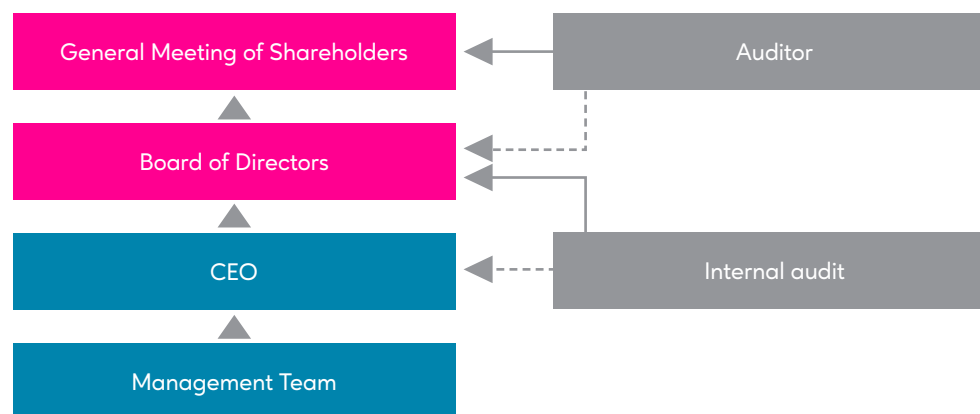 General Meeting of Shareholders
Auditor
Board of Directors
CEO
Internal audit
Management Team